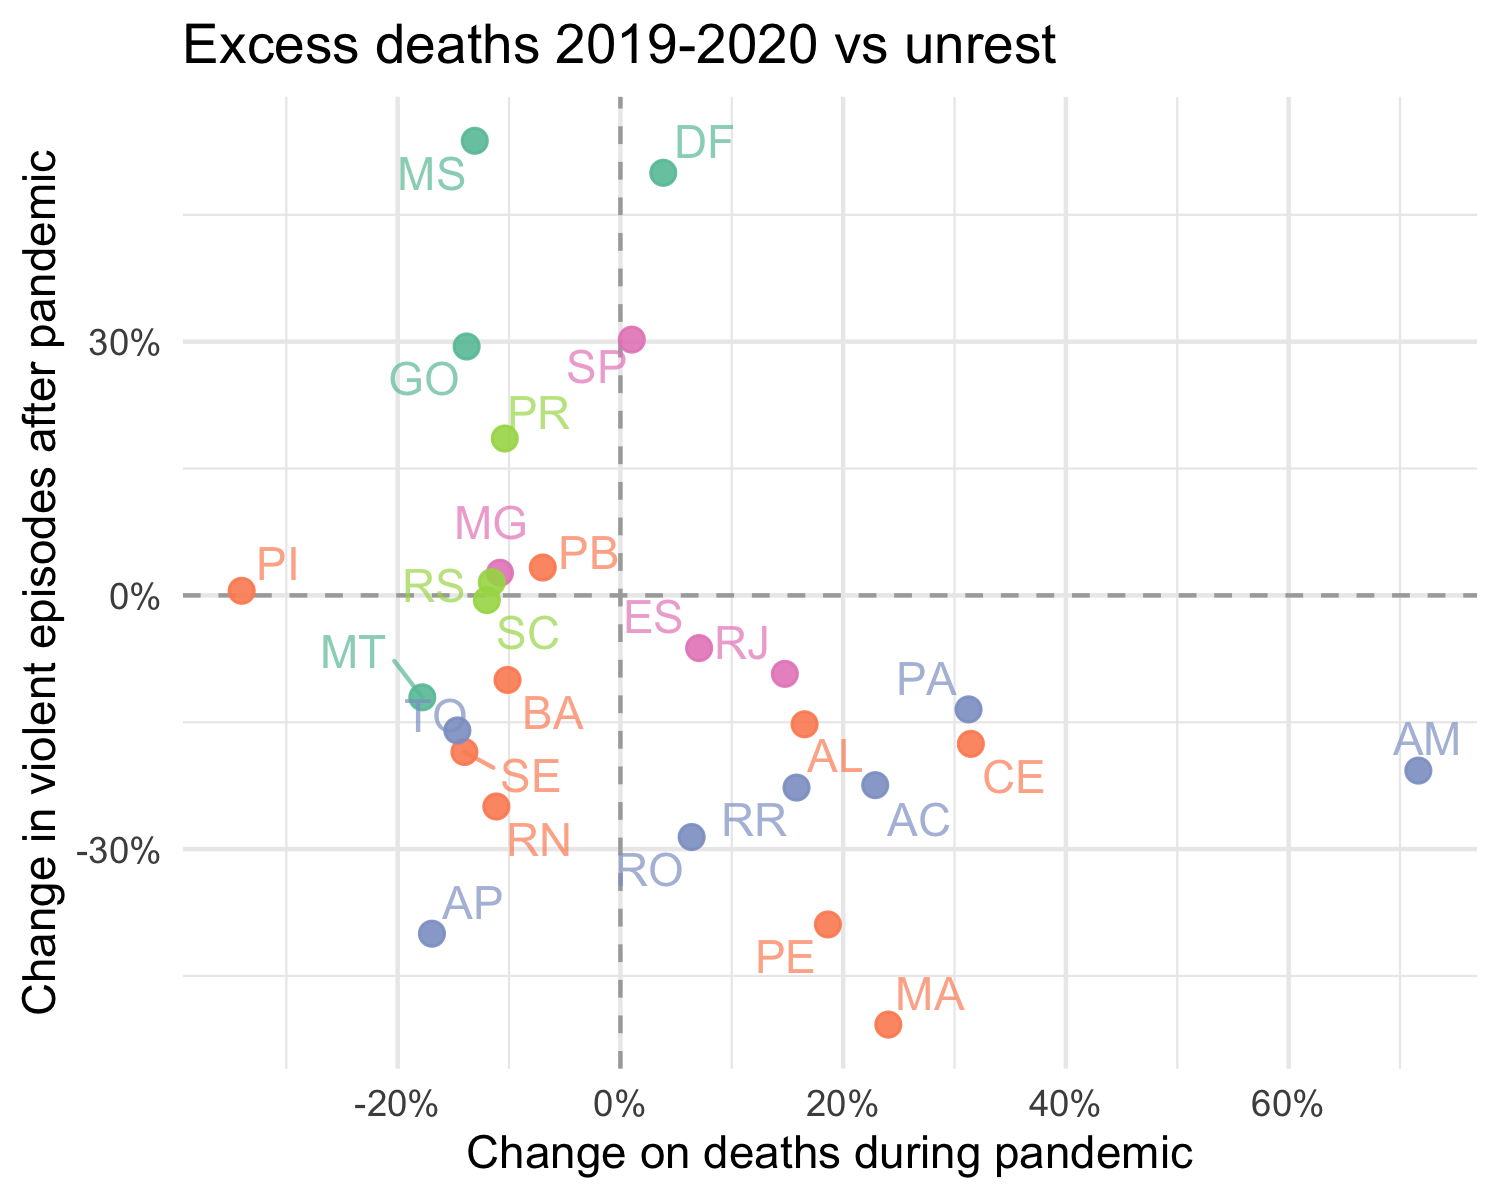 Excess deaths 2019-2020 vs unrest
Change in violent episodes after pandemic
30%
0%
-30%
MS
DF
GO
SP
PR
MG
PB
PI
RS
SC
ES
RJ
MT
TO
BA
SE
RN
AP
PA
AL
CE
AM
RR
AC
RO
PE
MA
-20%
0%
20%
40%
60%
Change on deaths during pandemic